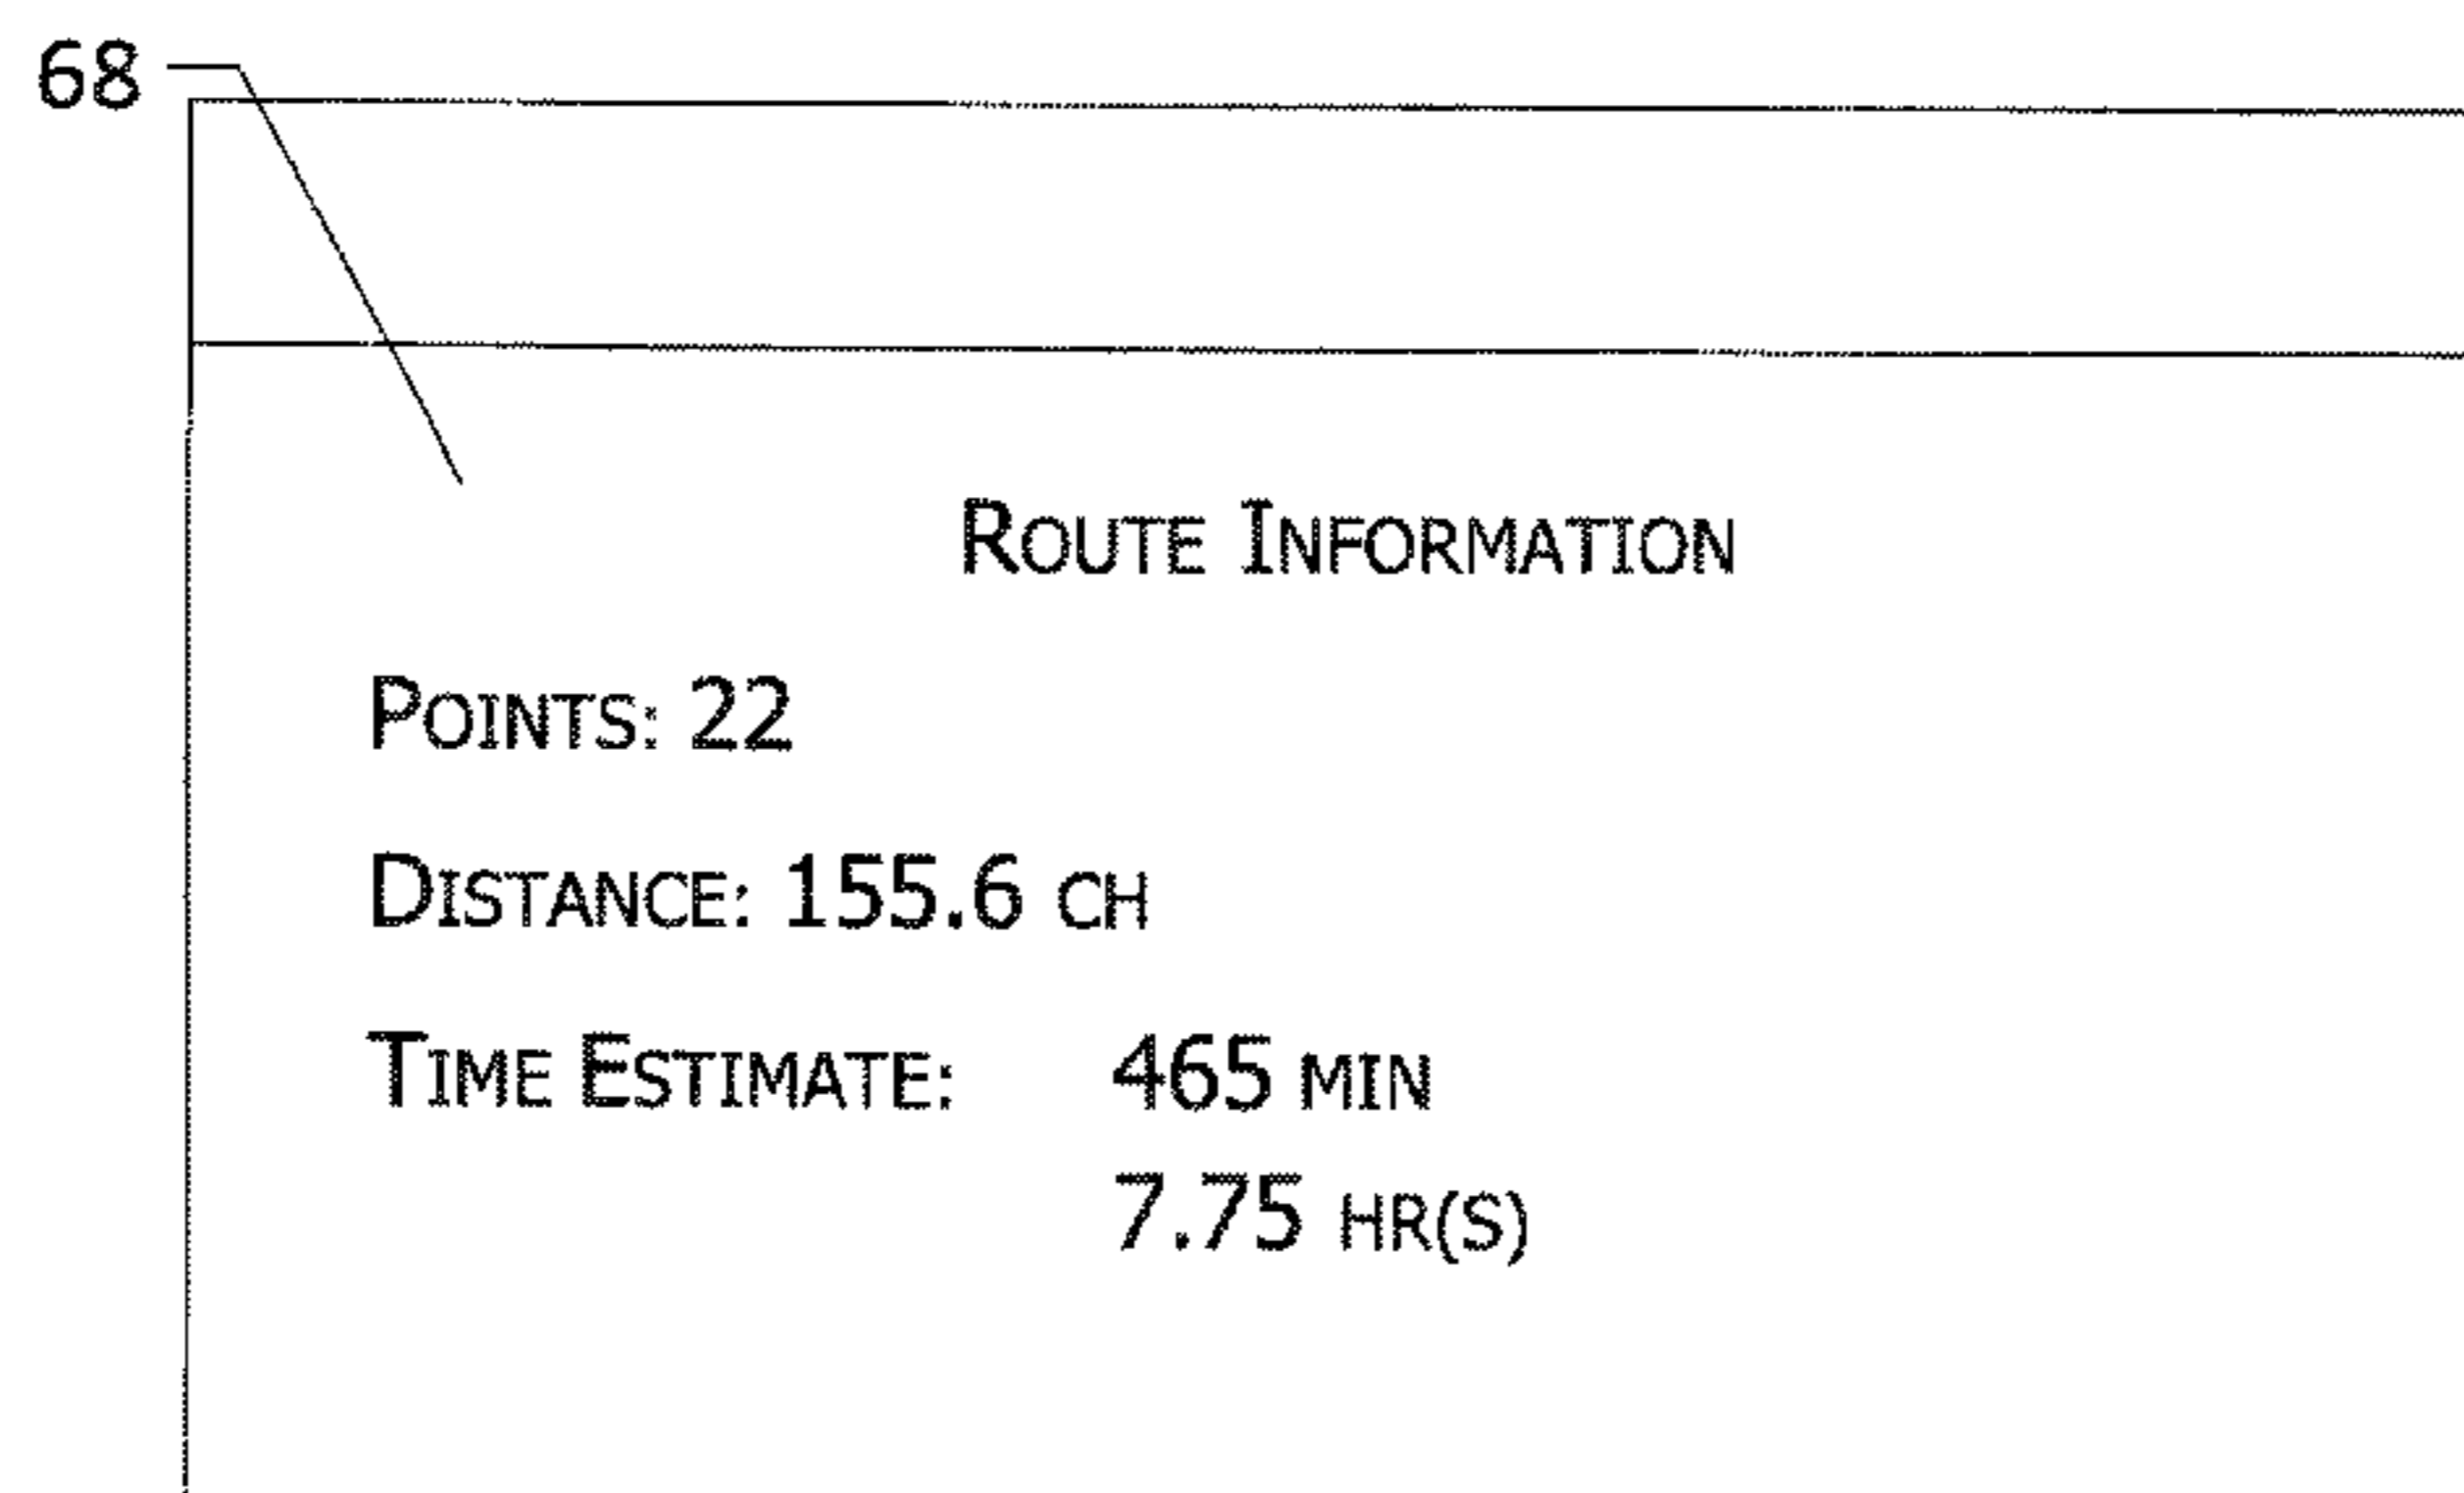 68
Route Information
Points: 22
Distance: 155.6 ch
Time Estimate: 465 min
7.75 hr(s)